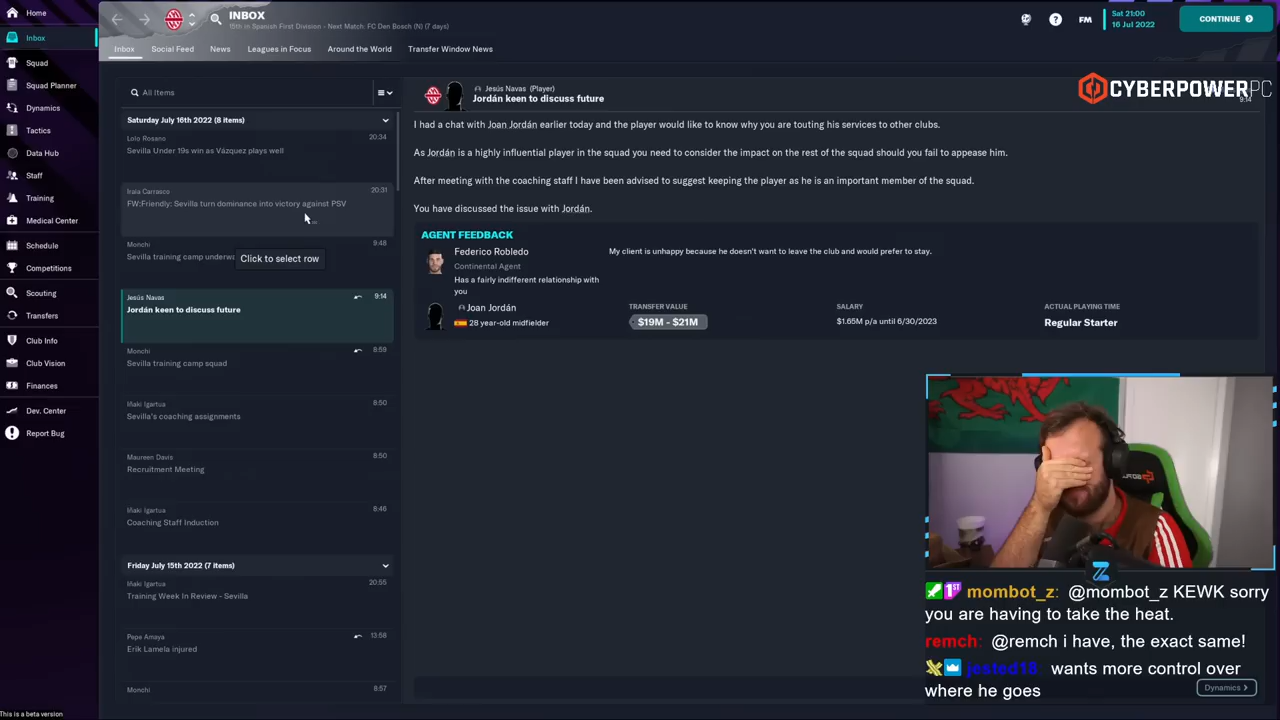 Home
Inbox
Squad
Squad Planner
Dynamics
Tactics
Data Hub
Staff
Training
Medical Center
Schedule
Competitions
Scouting
Transfers
Club Info
Club Vision
Finances
Dev. Center
Report Bug
This is a beta version
INBOX
15th in Spanish First Division - Next Match: FC Den Bosch (N) (7 days)
FM
Sat 21:00
16 Jul 2022
CONTINUE
Inbox
Social Feed
News
Leagues in Focus
Around the World
Transfer Window News
All Items
Saturday July 16th 2022 (8 items)
Lolo Rosano
20:34
Sevilla Under 19s win as Vázquez plays well
Iraia Carrasco
20:31
FW:Friendly: Sevilla turn dominance into victory against PSV
...
Monchi
9:48
Sevilla training camp underwa
Click to select row
Jesús Navas
9:14
Jordán keen to discuss future
Monchi
8:59
Sevilla training camp squad
Iñaki Igartua
8:50
Sevilla's coaching assignments
Maureen Davis
8:50
Recruitment Meeting
Iñaki Igartua
8:46
Coaching Staff Induction
Friday July 15th 2022 (7 items)
Iñaki Igartua
20:55
Training Week In Review - Sevilla
Pepe Amaya
13:58
Erik Lamela injured
Monchi
8:57
Jesús Navas (Player)
Jordán keen to discuss future
CYBERPOWERPC
9:14
I had a chat with Joan Jordán earlier today and the player would like to know why you are touting his services to other clubs.
As Jordán is a highly influential player in the squad you need to consider the impact on the rest of the squad should you fail to appease him.
After meeting with the coaching staff I have been advised to suggest keeping the player as he is an important member of the squad.
You have discussed the issue with Jordán.
AGENT FEEDBACK
Federico Robledo
Continental Agent
Has a fairly indifferent relationship with
you
My client is unhappy because he doesn't want to leave the club and would prefer to stay.
Joan Jordán
28 year-old midfielder
TRANSFER VALUE
$19M - $21M
SALARY
$1.65M p/a until 6/30/2023
ACTUAL PLAYING TIME
Regular Starter
mombot_z: @mombot_z KEWK sorry
you are having to take the heat.
remch: @remch i have, the exact same!
jested18: wants more control over
where he goes
Dynamics